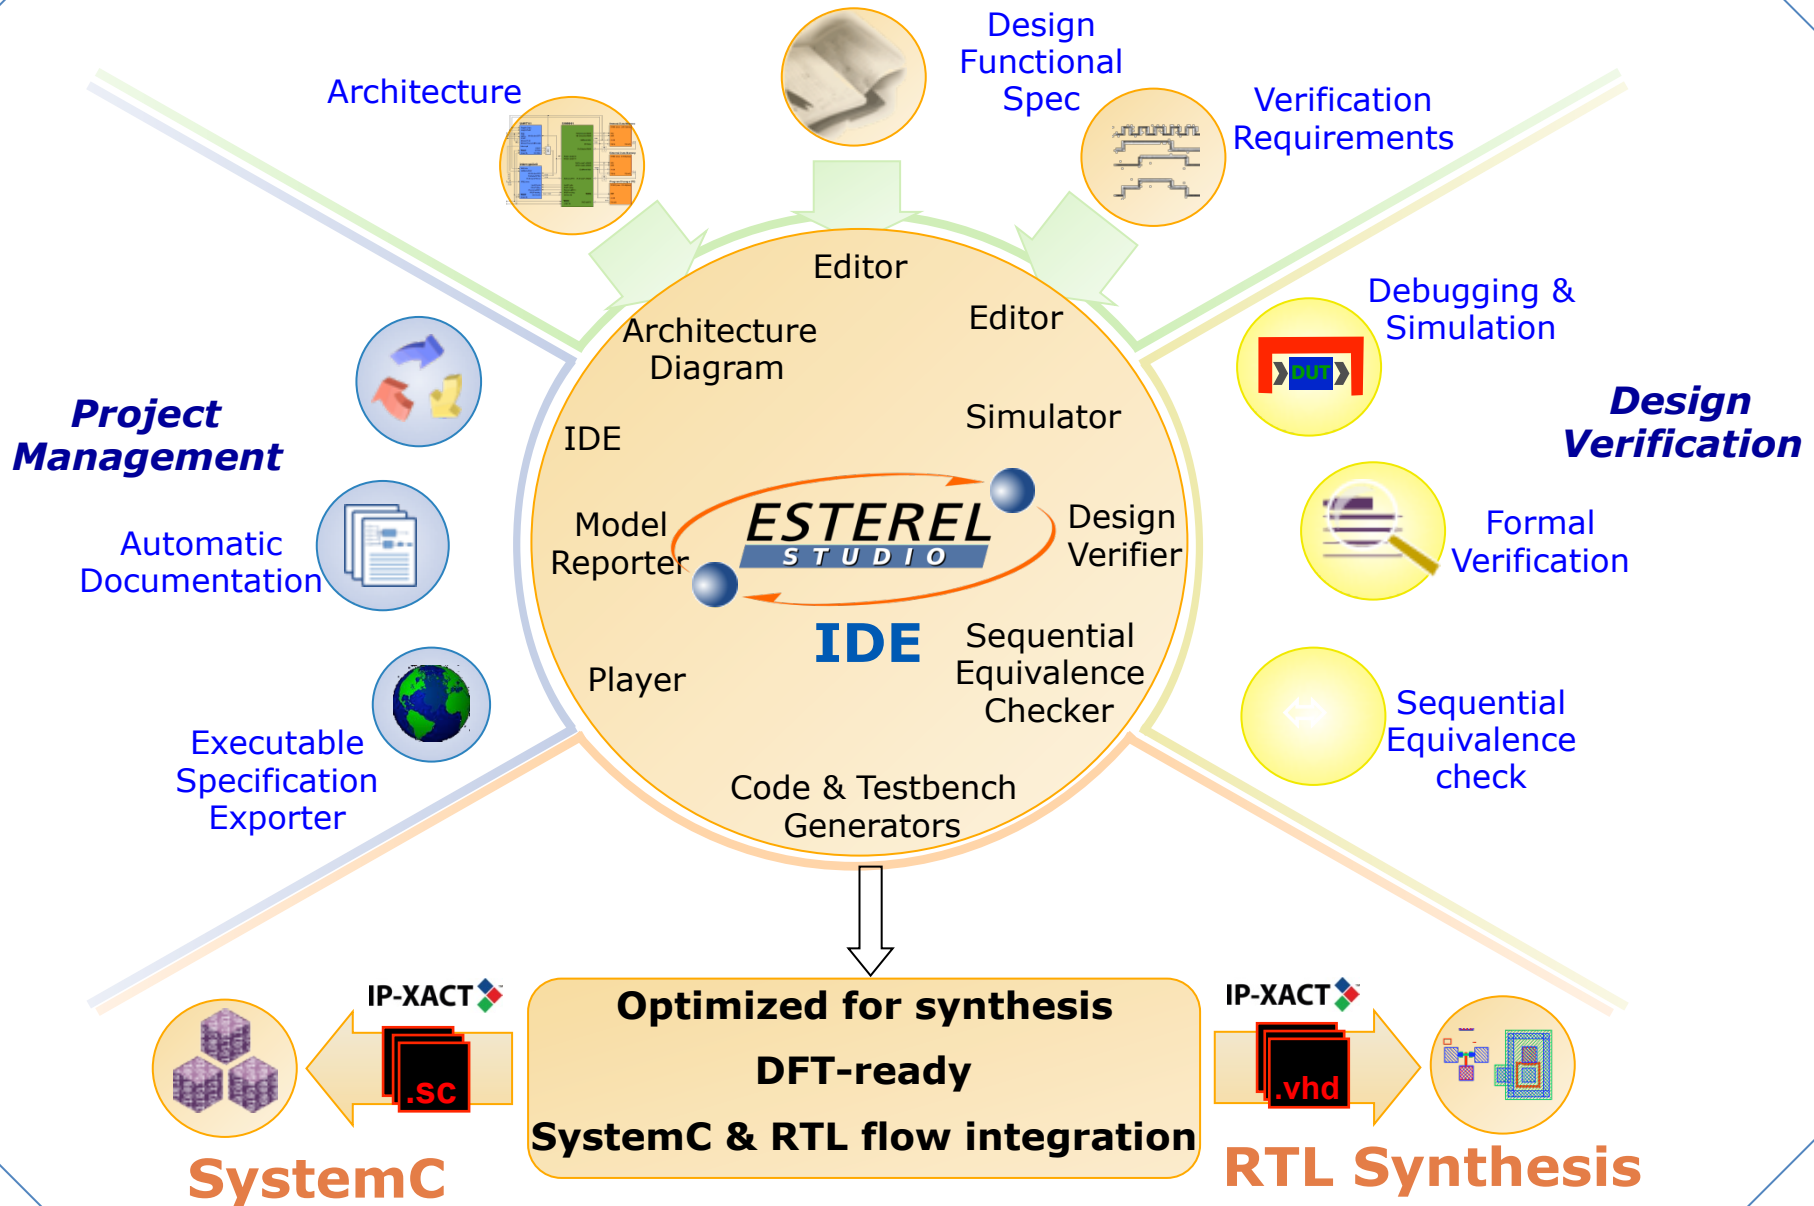 Design
Functional
Spec
Architecture
Verification
Requirements
Editor
Editor
Architecture
Diagram
Debugging &
Simulation
DUT
Project
Management
Design
Verification
IDE
Simulator
Model
Reporter
ESTEREL
STUDIO
Design
Verifier
Automatic
Documentation
Formal
Verification
IDE
Sequential
Equivalence
Checker
Player
Sequential
Equivalence
check
Executable
Specification
Exporter
Code & Testbench
Generators
IP-XACT
.sc
Optimized for synthesis
DFT-ready
SystemC & RTL flow integration
IP-XACT
.vhd
SystemC
RTL Synthesis